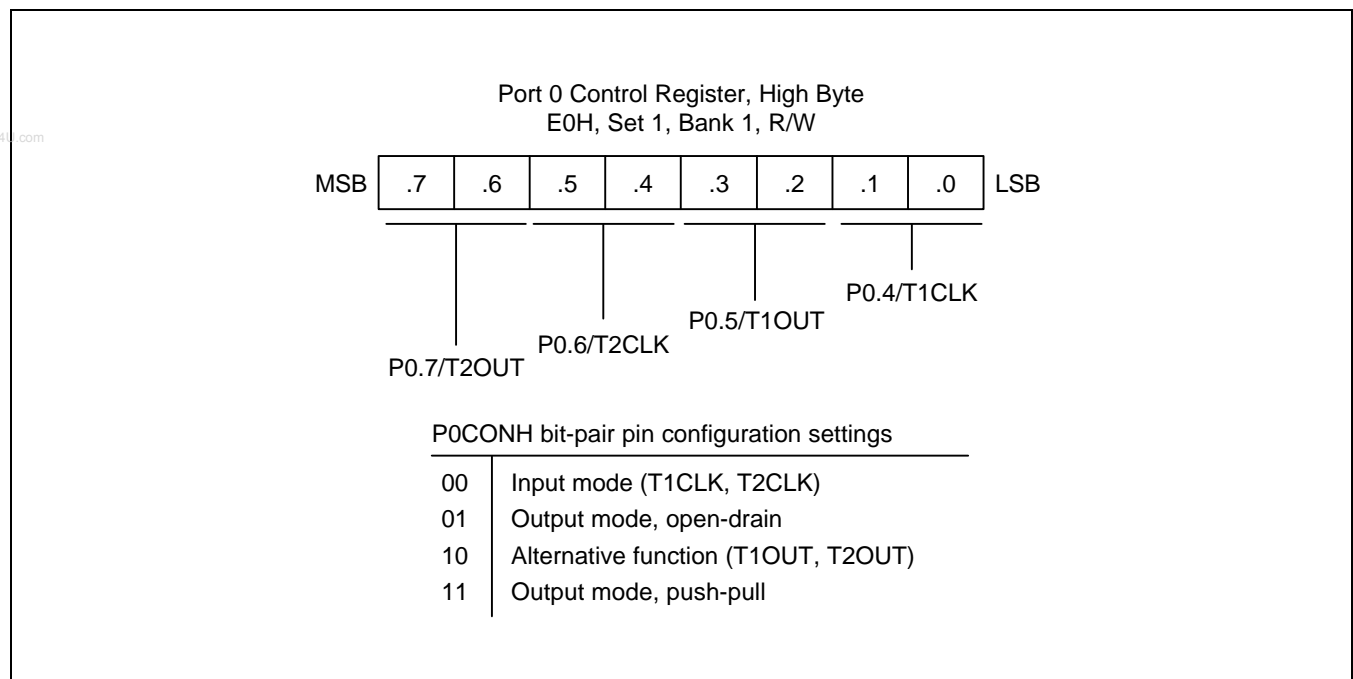 Port 0 Control Register, High Byte
E0H, Set 1, Bank 1, R/W
4U.com
MSB .7 .6 .5 .4 .3 .2 .1 .0 LSB
P0.4/T1CLK
P0.5/T1OUT
P0.6/T2CLK
P0.7/T2OUT
P0CONH bit-pair pin configuration settings
00 Input mode (T1CLK, T2CLK)
01 Output mode, open-drain
10 Alternative function (T1OUT, T2OUT)
11 Output mode, push-pull